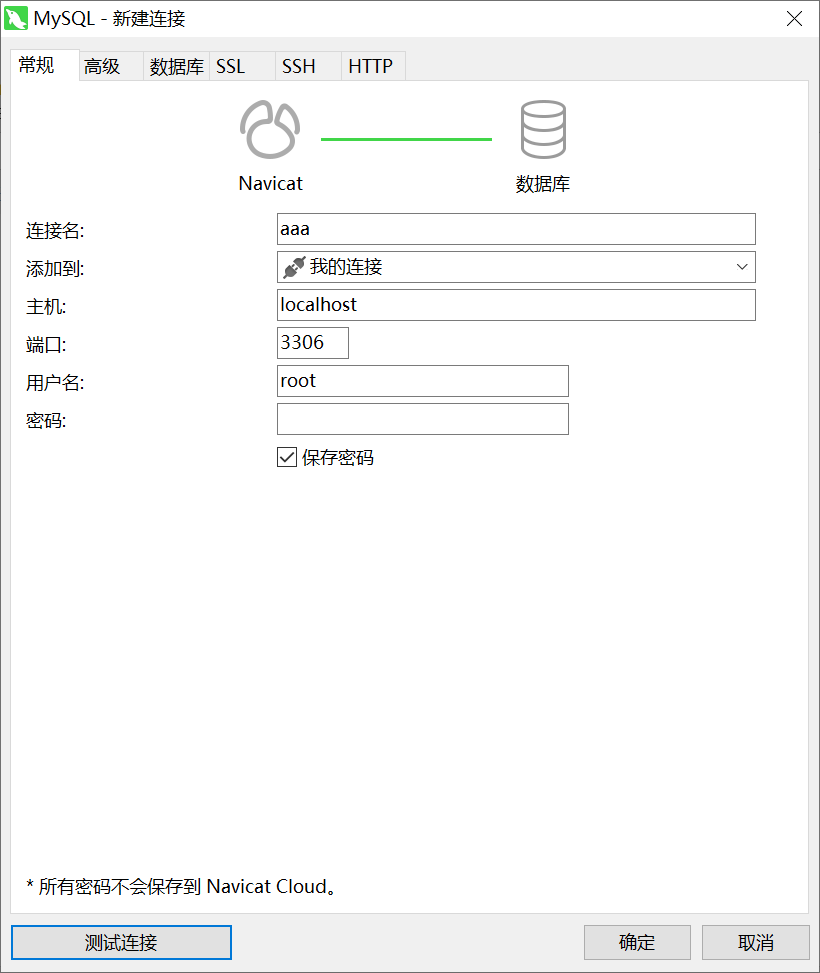 MySQL - 新建连接
常规 高级 数据库 SSL SSH HTTP
Navicat 数据库
连接名: aaa
添加到: 我的连接
主机: localhost
端口: 3306
用户名: root
密码:
保存密码
* 所有密码不会保存到 Navicat Cloud。
测试连接 确定 取消